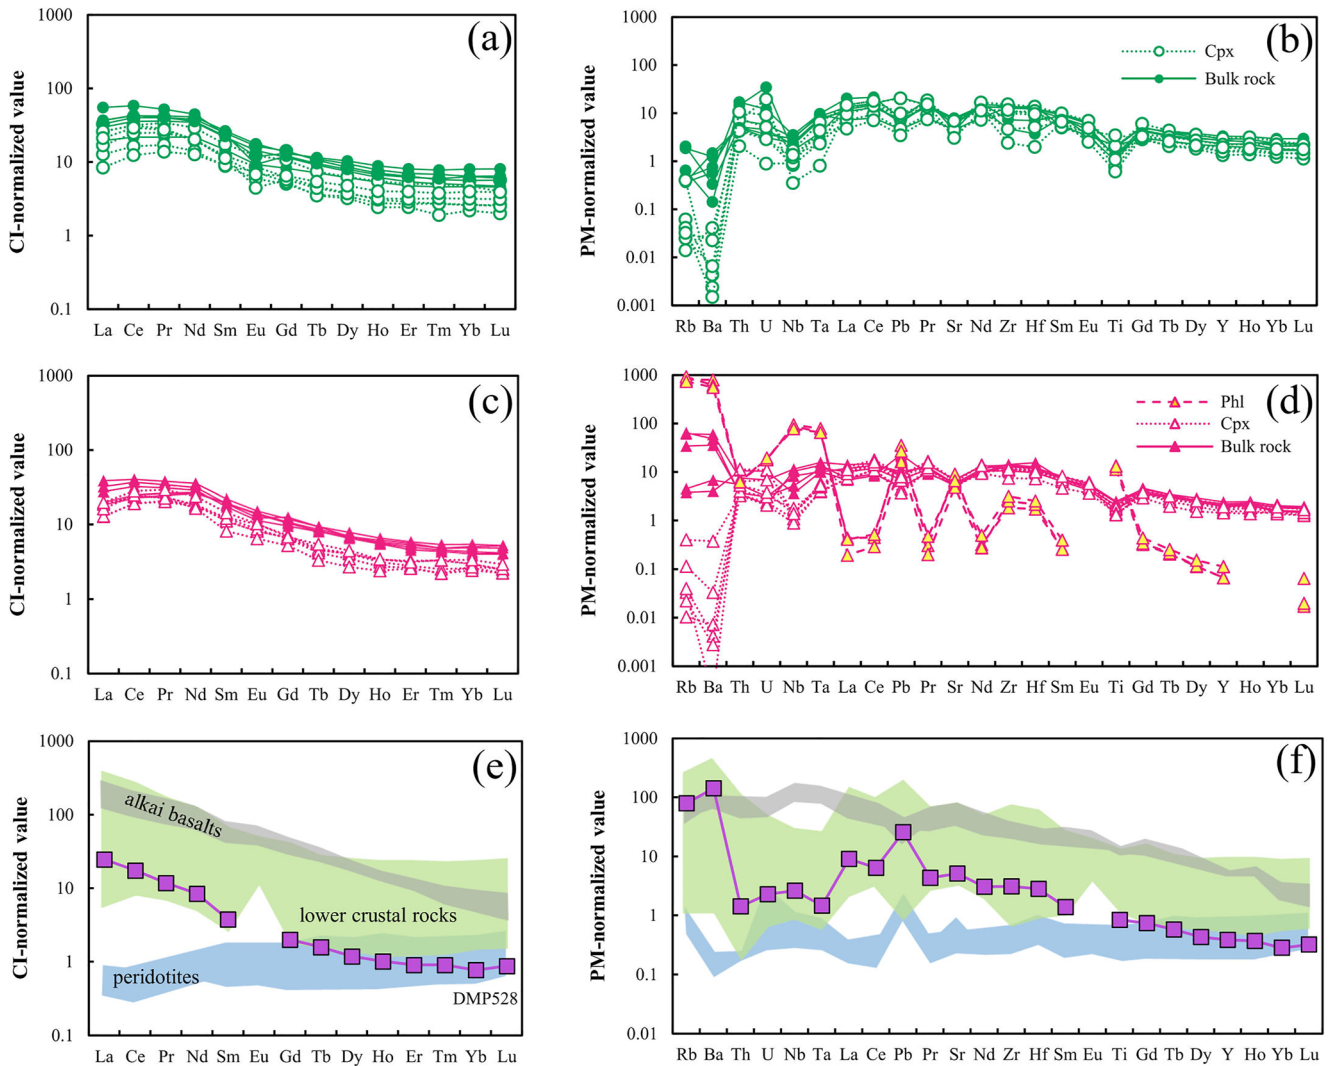 1000
100
10
1
0.1
CI-normalized value
(a)
La Ce Pr Nd Sm Eu Gd Tb Dy Ho Er Tm Yb Lu
1000
100
10
1
0.1
0.01
0.001
PM-normalized value
(b)
Cpx
Bulk rock
Rb Ba Th U Nb Ta La Ce Pb Pr Sr Nd Zr Hf Sm Eu Ti Gd Tb Dy Y Ho Yb Lu
1000
100
10
1
0.1
CI-normalized value
(c)
La Ce Pr Nd Sm Eu Gd Tb Dy Ho Er Tm Yb Lu
1000
100
10
1
0.1
0.01
0.001
PM-normalized value
(d)
Phl
Cpx
Bulk rock
Rb Ba Th U Nb Ta La Ce Pb Pr Sr Nd Zr Hf Sm Eu Ti Gd Tb Dy Y Ho Yb Lu
1000
100
10
1
0.1
CI-normalized value
(e)
alkai basalts
lower crustal rocks
peridotites
DMP528
La Ce Pr Nd Sm Eu Gd Tb Dy Ho Er Tm Yb Lu
1000
100
10
1
0.1
0.01
PM-normalized value
(f)
Rb Ba Th U Nb Ta La Ce Pb Pr Sr Nd Zr Hf Sm Eu Ti Gd Tb Dy Y Ho Yb Lu